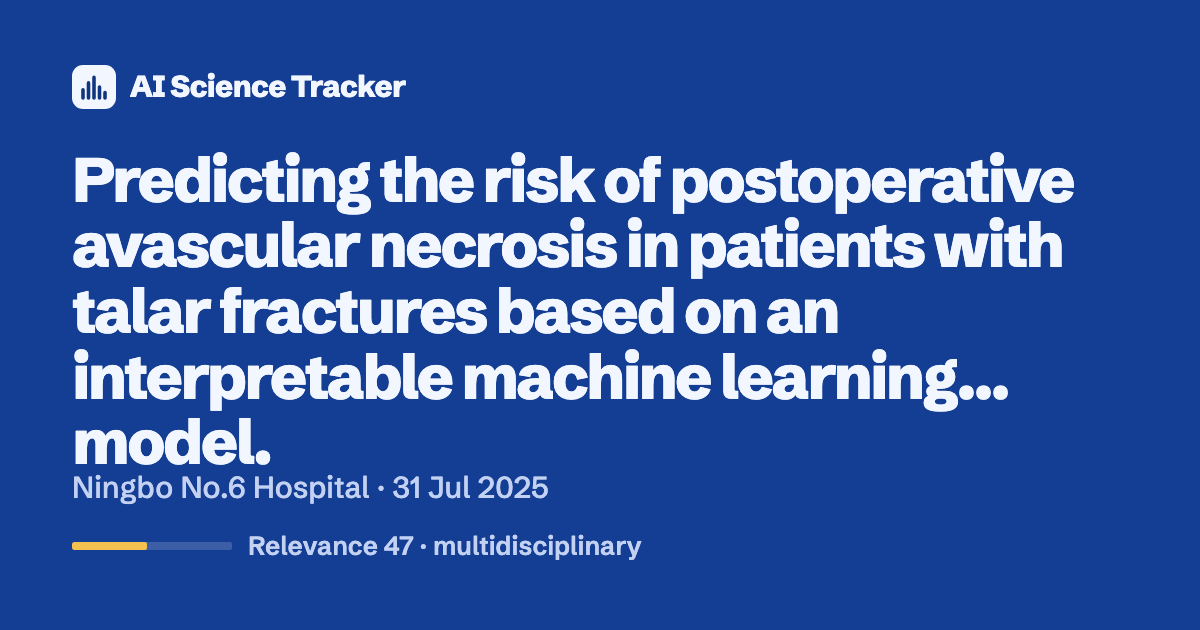 AI Science Tracker
Predicting the risk of postoperative
avascular necrosis in patients with
talar fractures based on an
interpretable machine learning...
model.
Ningbo No.6 Hospital · 31 Jul 2025
Relevance 47 · multidisciplinary